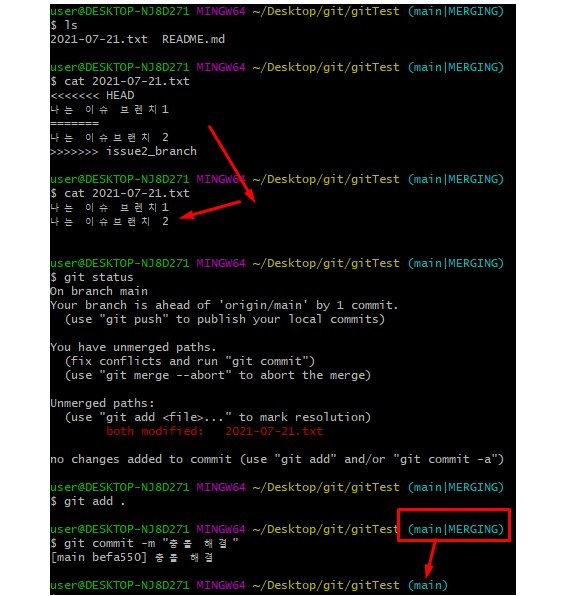 user@DESKTOP-NJ8D271 MINGW64 ~/Desktop/git/gitTest (main|MERGING)
$ ls
2021-07-21.txt  README.md
user@DESKTOP-NJ8D271 MINGW64 ~/Desktop/git/gitTest (main|MERGING)
$ cat 2021-07-21.txt
<<<<<<< HEAD
나는 이슈 브렌치1
=======
나는 이슈브랜치 2
>>>>>>> issue2_branch
user@DESKTOP-NJ8D271 MINGW64 ~/Desktop/git/gitTest (main|MERGING)
$ cat 2021-07-21.txt
나는 이슈 브렌치1
나는 이슈브랜치 2
user@DESKTOP-NJ8D271 MINGW64 ~/Desktop/git/gitTest (main|MERGING)
$ git status
On branch main
Your branch is ahead of 'origin/main' by 1 commit.
  (use "git push" to publish your local commits)
You have unmerged paths.
  (fix conflicts and run "git commit")
  (use "git merge --abort" to abort the merge)
Unmerged paths:
  (use "git add <file>..." to mark resolution)
        both modified:   2021-07-21.txt
no changes added to commit (use "git add" and/or "git commit -a")
user@DESKTOP-NJ8D271 MINGW64 ~/Desktop/git/gitTest (main|MERGING)
$ git add .
user@DESKTOP-NJ8D271 MINGW64 ~/Desktop/git/gitTest (main|MERGING)
$ git commit -m "충돌 해결"
[main befa550] 충돌 해결
user@DESKTOP-NJ8D271 MINGW64 ~/Desktop/git/gitTest (main)